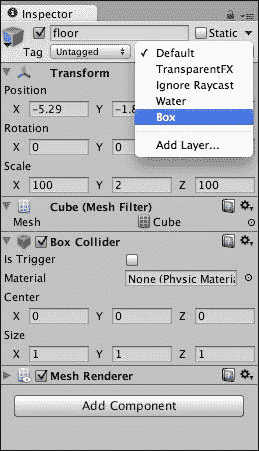 Inspector
floor Static
Tag Untagged ✓ Default
TransparentFX
Ignore Raycast
Water
Box
Add Layer...
Transform
Position
X -5.29 Y -1.8
Rotation
X 0 Y 0
Scale
X 100 Y 2 Z 100
Cube (Mesh Filter)
Mesh Cube
Box Collider
Is Trigger
Material None (Physic Materia
Center
X 0 Y 0 Z 0
Size
X 1 Y 1 Z 1
Mesh Renderer
Add Component